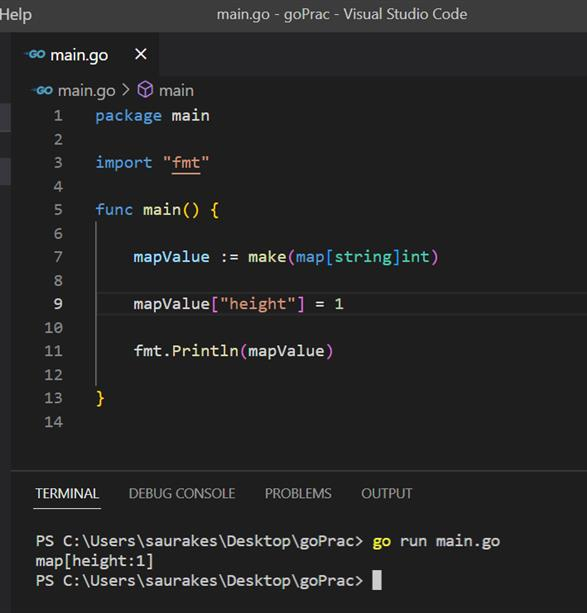 Help
main.go - goPrac - Visual Studio Code
GO main.go ×
GO main.go > main
1 package main
2
3 import "fmt"
4
5 func main() {
6
7 mapValue := make(map[string]int)
8
9 mapValue["height"] = 1
10
11 fmt.Println(mapValue)
12
13 }
14
TERMINAL DEBUG CONSOLE PROBLEMS OUTPUT
PS C:\Users\saurakes\Desktop\goPrac> go run main.go
map[height:1]
PS C:\Users\saurakes\Desktop\goPrac>